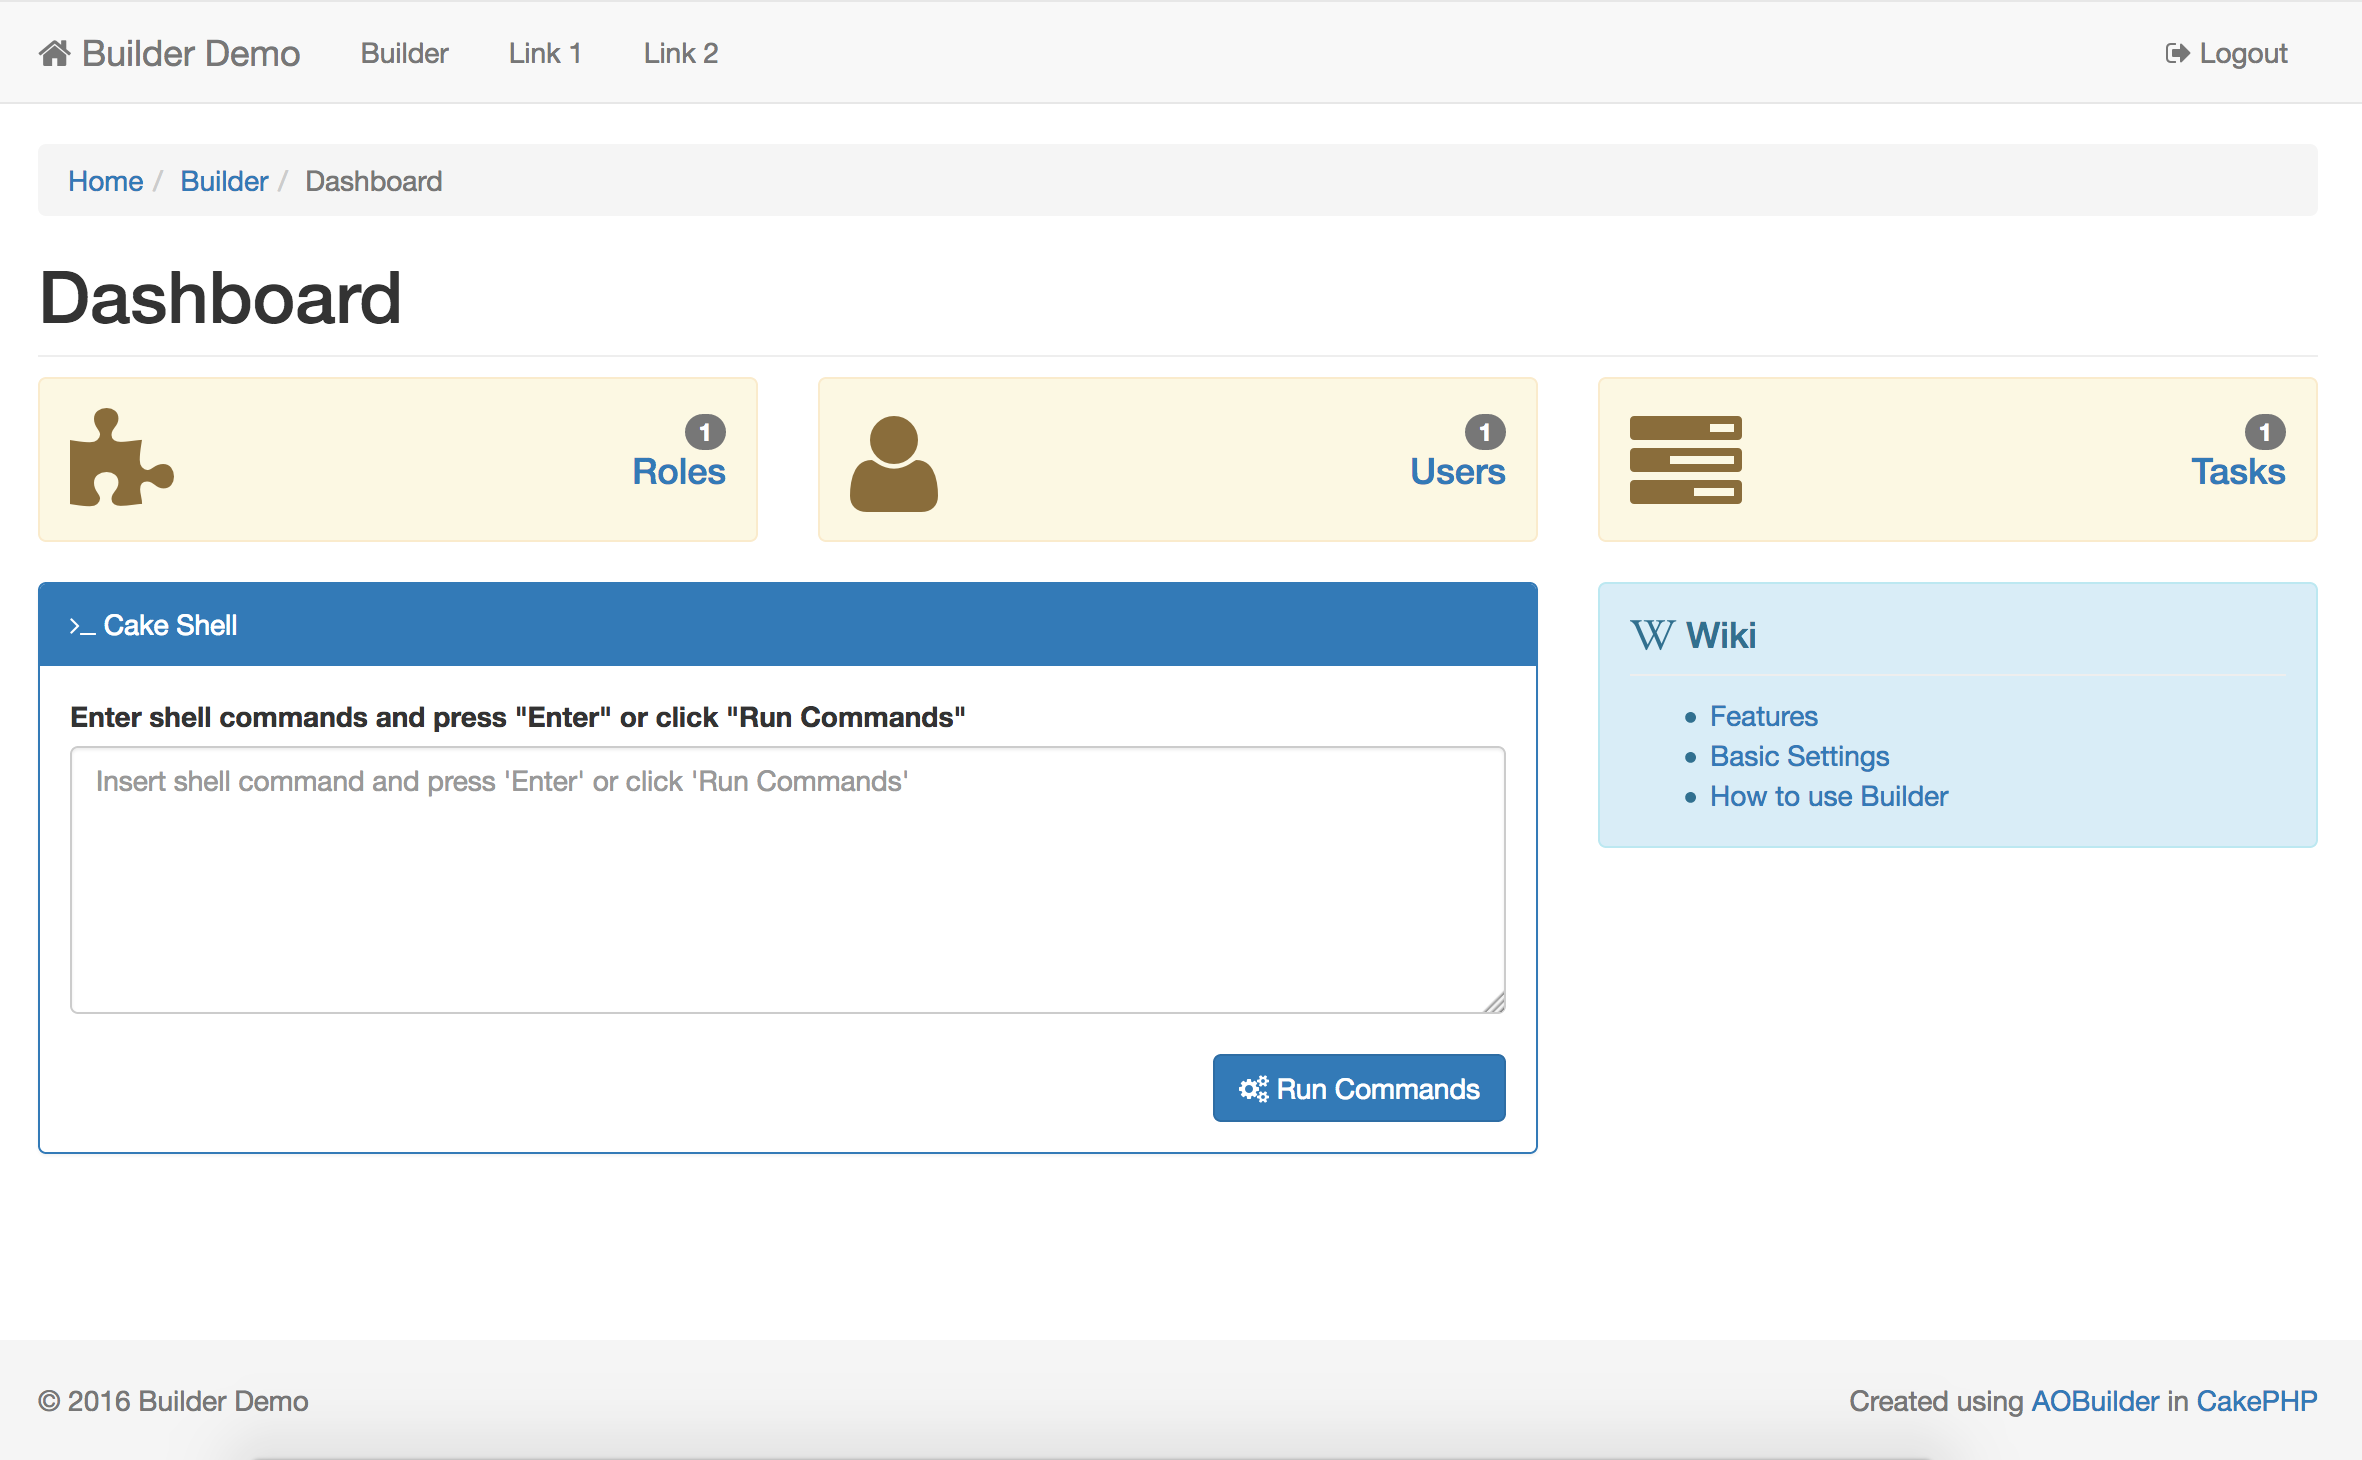 Builder Demo Builder Link 1 Link 2 Logout
Home / Builder / Dashboard
Dashboard
1
Roles
1
Users
1
Tasks
>_ Cake Shell
Enter shell commands and press "Enter" or click "Run Commands"
Insert shell command and press 'Enter' or click 'Run Commands'
Run Commands
W Wiki
Features
Basic Settings
How to use Builder
© 2016 Builder Demo
Created using AOBuilder in CakePHP